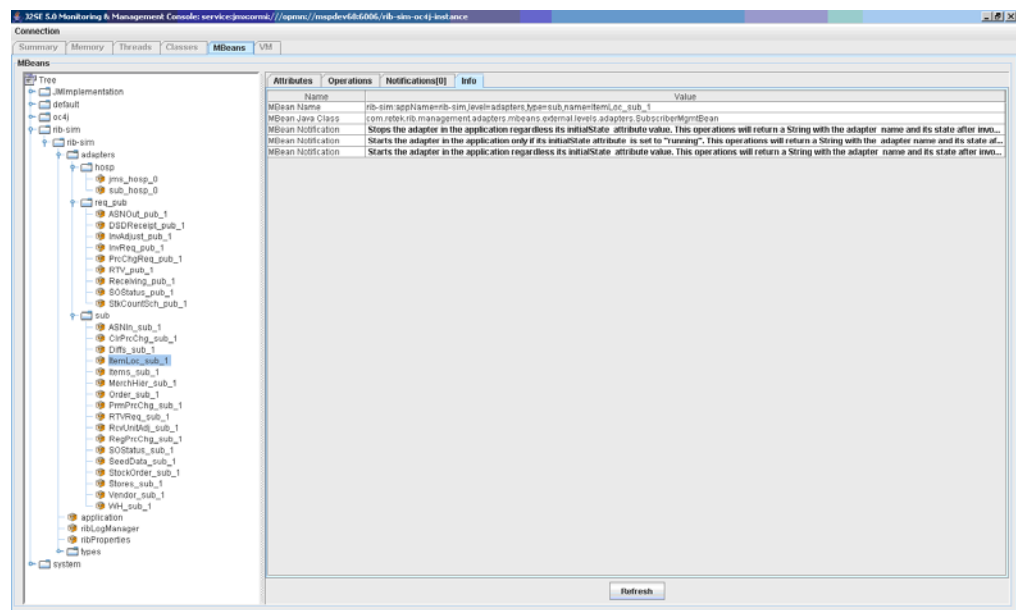 J2SE 5.0 Monitoring & Management Console: service:jmx:ormi:///opmn://mspdev68:6006/rib-sim-oc4j-instance
Connection
Summary Memory Threads Classes MBeans VM
MBeans
Tree
JMImplementation
default
oc4j
rib-sim
rib-sim
adapters
hosp
jms_hosp_0
sub_hosp_0
req_pub
ASNOut_pub_1
DSDReceipt_pub_1
InvAdjust_pub_1
InvReq_pub_1
PrcChgReq_pub_1
RTV_pub_1
Receiving_pub_1
SOStatus_pub_1
StkCountSch_pub_1
sub
ASNIn_sub_1
ClrPrcChg_sub_1
Diffs_sub_1
ItemLoc_sub_1
Items_sub_1
MerchHier_sub_1
Order_sub_1
PrmPrcChg_sub_1
RTVReq_sub_1
RcvUnitAdj_sub_1
RegPrcChg_sub_1
SOStatus_sub_1
SeedData_sub_1
StockOrder_sub_1
Stores_sub_1
Vendor_sub_1
WH_sub_1
application
ribLogManager
ribProperties
types
system
Attributes Operations Notifications[0] Info
Name Value
MBean Name rib-sim:appName=rib-sim,level=adapters,type=sub,name=ItemLoc_sub_1
MBean Java Class com.retek.rib.management.adapters.mbeans.external.levels.adapters.SubscriberMgmtBean
MBean Notification Stops the adapter in the application regardless its initialState attribute value. This operations will return a String with the adapter name and its state after invo...
MBean Notification Starts the adapter in the application only if its initialState attribute is set to "running". This operations will return a String with the adapter name and its state af...
MBean Notification Starts the adapter in the application regardless its initialState attribute value. This operations will return a String with the adapter name and its state after invo...
Refresh